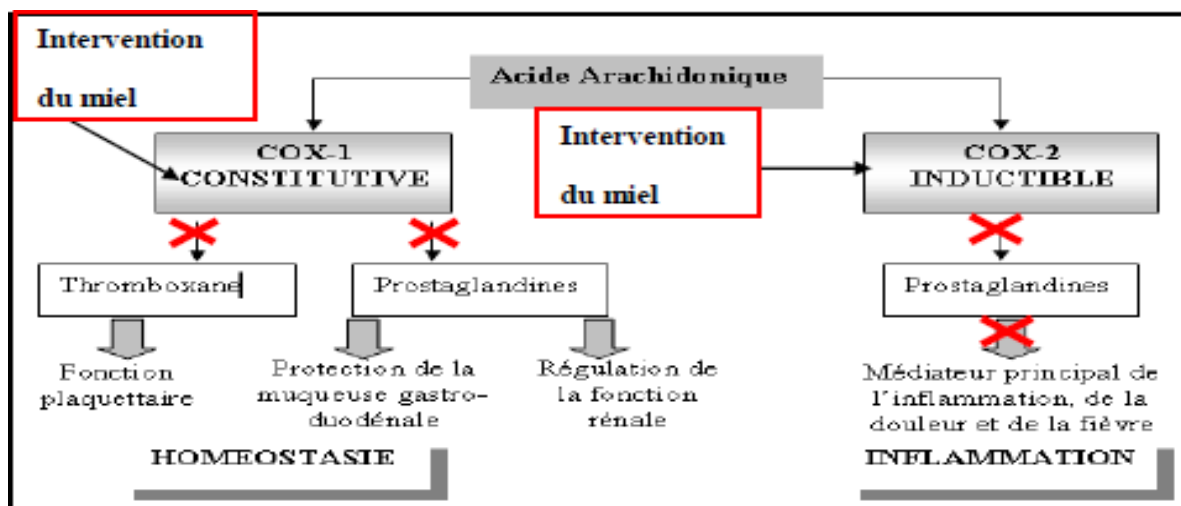 Intervention
du miel
Acide Arachidonique
Intervention
du miel
COX-1
CONSTITUTIVE
COX-2
INDUCTIBLE
Thromboxane
Prostaglandines
Prostaglandines
Fonction
plaquettaire
Protection de la
muqueuse gastro-
duodénale
Régulation de
la fonction
rénale
Médiateur principal de
l'inflammation, de la
douleur et de la fièvre
HOMEOSTASIE
INFLAMMATION